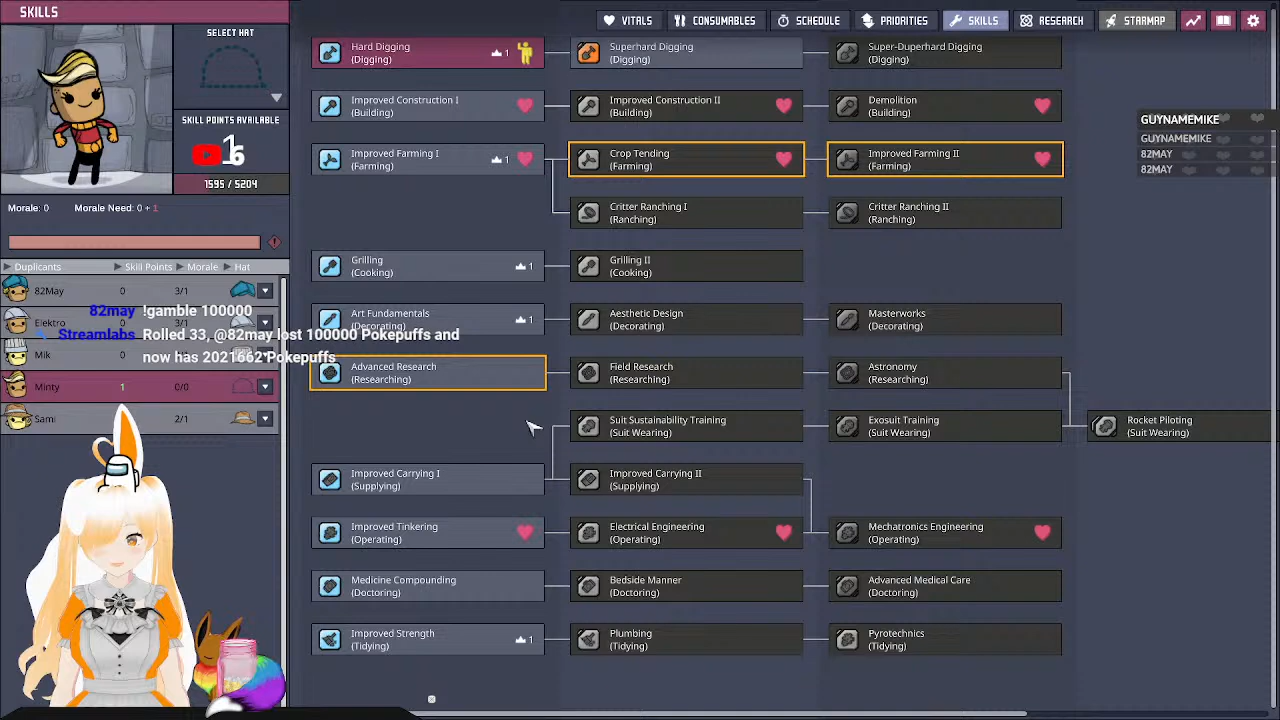 SKILLS
VITALS
CONSUMABLES
SCHEDULE
PRIORITIES
SKILLS
RESEARCH
STARMAP
SELECT HAT
SKILL POINTS AVAILABLE
1595 / 5204
Morale: 0 Morale Need: 0 + 1
Duplicants Skill Points Morale Hat
82May 0 3/1
Elektro 3/1
Mik 0
Minty 1 0/0
Sami 2/1
82may !gamble 100000
Streamlabs Rolled 33, @82may lost 100000 Pokepuffs and
now has 2021662 Pokepuffs
Hard Digging 1
(Digging)
Superhard Digging
(Digging)
Super-Duperhard Digging
(Digging)
Improved Construction I
(Building)
Improved Construction II
(Building)
Demolition
(Building)
Improved Farming I 1
(Farming)
Crop Tending
(Farming)
Improved Farming II
(Farming)
Critter Ranching I
(Ranching)
Critter Ranching II
(Ranching)
Grilling 1
(Cooking)
Grilling II
(Cooking)
Art Fundamentals 1
(Decorating)
Aesthetic Design
(Decorating)
Masterworks
(Decorating)
Advanced Research
(Researching)
Field Research
(Researching)
Astronomy
(Researching)
Suit Sustainability Training
(Suit Wearing)
Exosuit Training
(Suit Wearing)
Rocket Piloting
(Suit Wearing)
Improved Carrying I
(Supplying)
Improved Carrying II
(Supplying)
Improved Tinkering
(Operating)
Electrical Engineering
(Operating)
Mechatronics Engineering
(Operating)
Medicine Compounding
(Doctoring)
Bedside Manner
(Doctoring)
Advanced Medical Care
(Doctoring)
Improved Strength 1
(Tidying)
Plumbing
(Tidying)
Pyrotechnics
(Tidying)
GUYNAMEMIKE
GUYNAMEMIKE
82MAY
82MAY